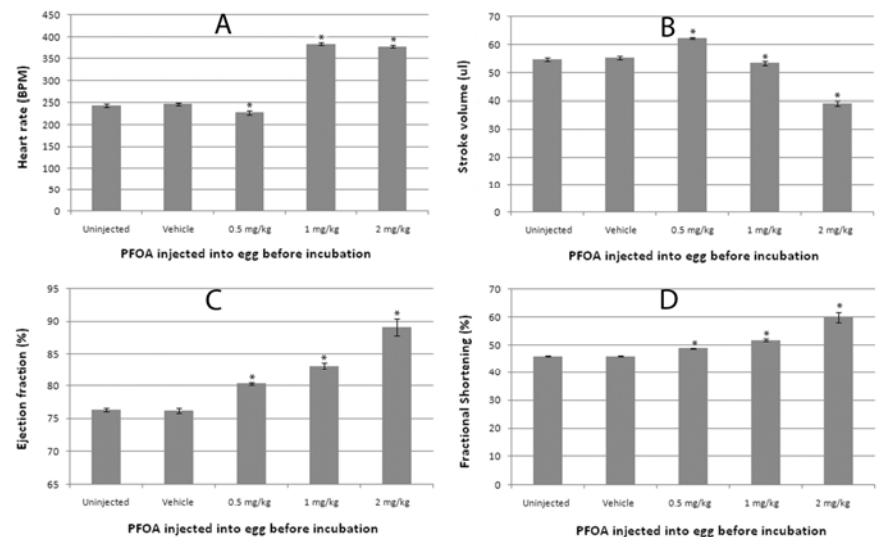 A
Heart rate (BPM)
400
350
300
250
200
150
100
50
0
*
*
*
Uninjected Vehicle 0.5 mg/kg 1 mg/kg 2 mg/kg
PFOA injected into egg before incubation
B
Stroke volume (ul)
70
60
50
40
30
20
10
0
*
*
*
Uninjected Vehicle 0.5 mg/kg 1 mg/kg 2 mg/kg
PFOA injected into egg before incubation
C
Ejection fraction (%)
95
90
85
80
75
70
65
*
*
*
Uninjected Vehicle 0.5 mg/kg 1 mg/kg 2 mg/kg
PFOA injected into egg before incubation
D
Fractional Shortening (%)
70
60
50
40
30
20
10
0
*
*
*
Uninjected Vehicle 0.5 mg/kg 1 mg/kg 2 mg/kg
PFOA injected into egg before incubation